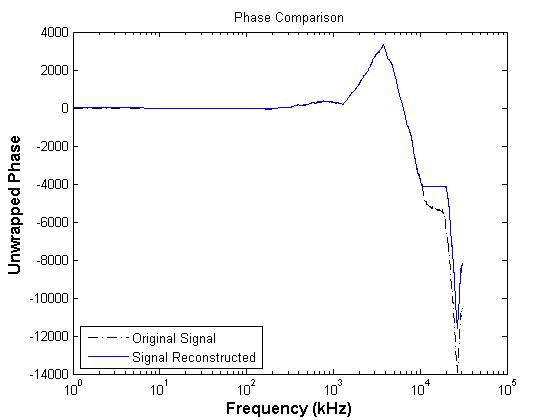 Phase Comparison
4000
2000
0
-2000
-4000
-6000
-8000
-10000
-12000
-14000
Unwrapped Phase
Original Signal
Signal Reconstructed
10^0 10^1 10^2 10^3 10^4 10^5
Frequency (kHz)